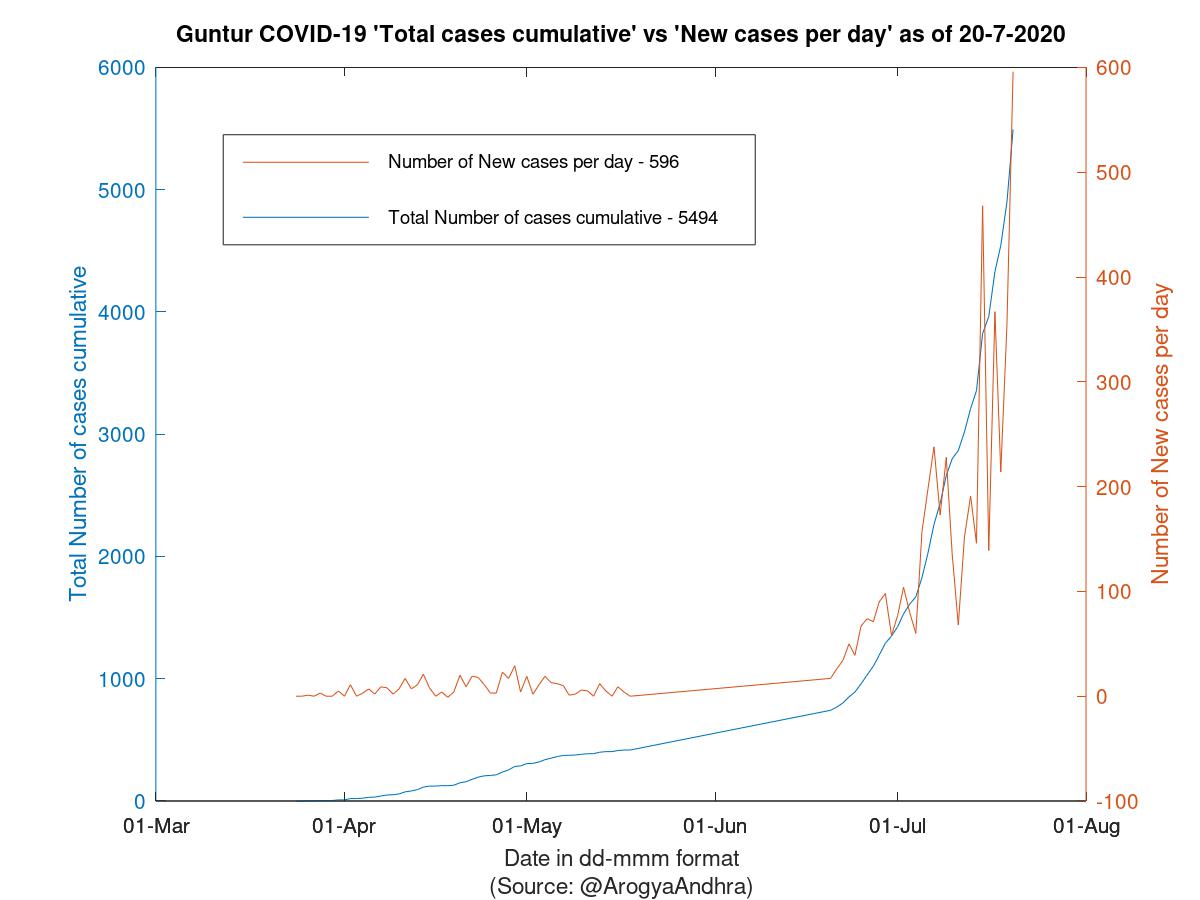 Guntur COVID-19 'Total cases cumulative' vs 'New cases per day' as of 20-7-2020
6000
5000
4000
3000
2000
1000
0
Total Number of cases cumulative
Number of New cases per day - 596
Total Number of cases cumulative - 5494
600
500
400
300
200
100
0
-100
Number of New cases per day
01-Mar
01-Apr
01-May
01-Jun
01-Jul
01-Aug
Date in dd-mmm format
(Source: @ArogyaAndhra)